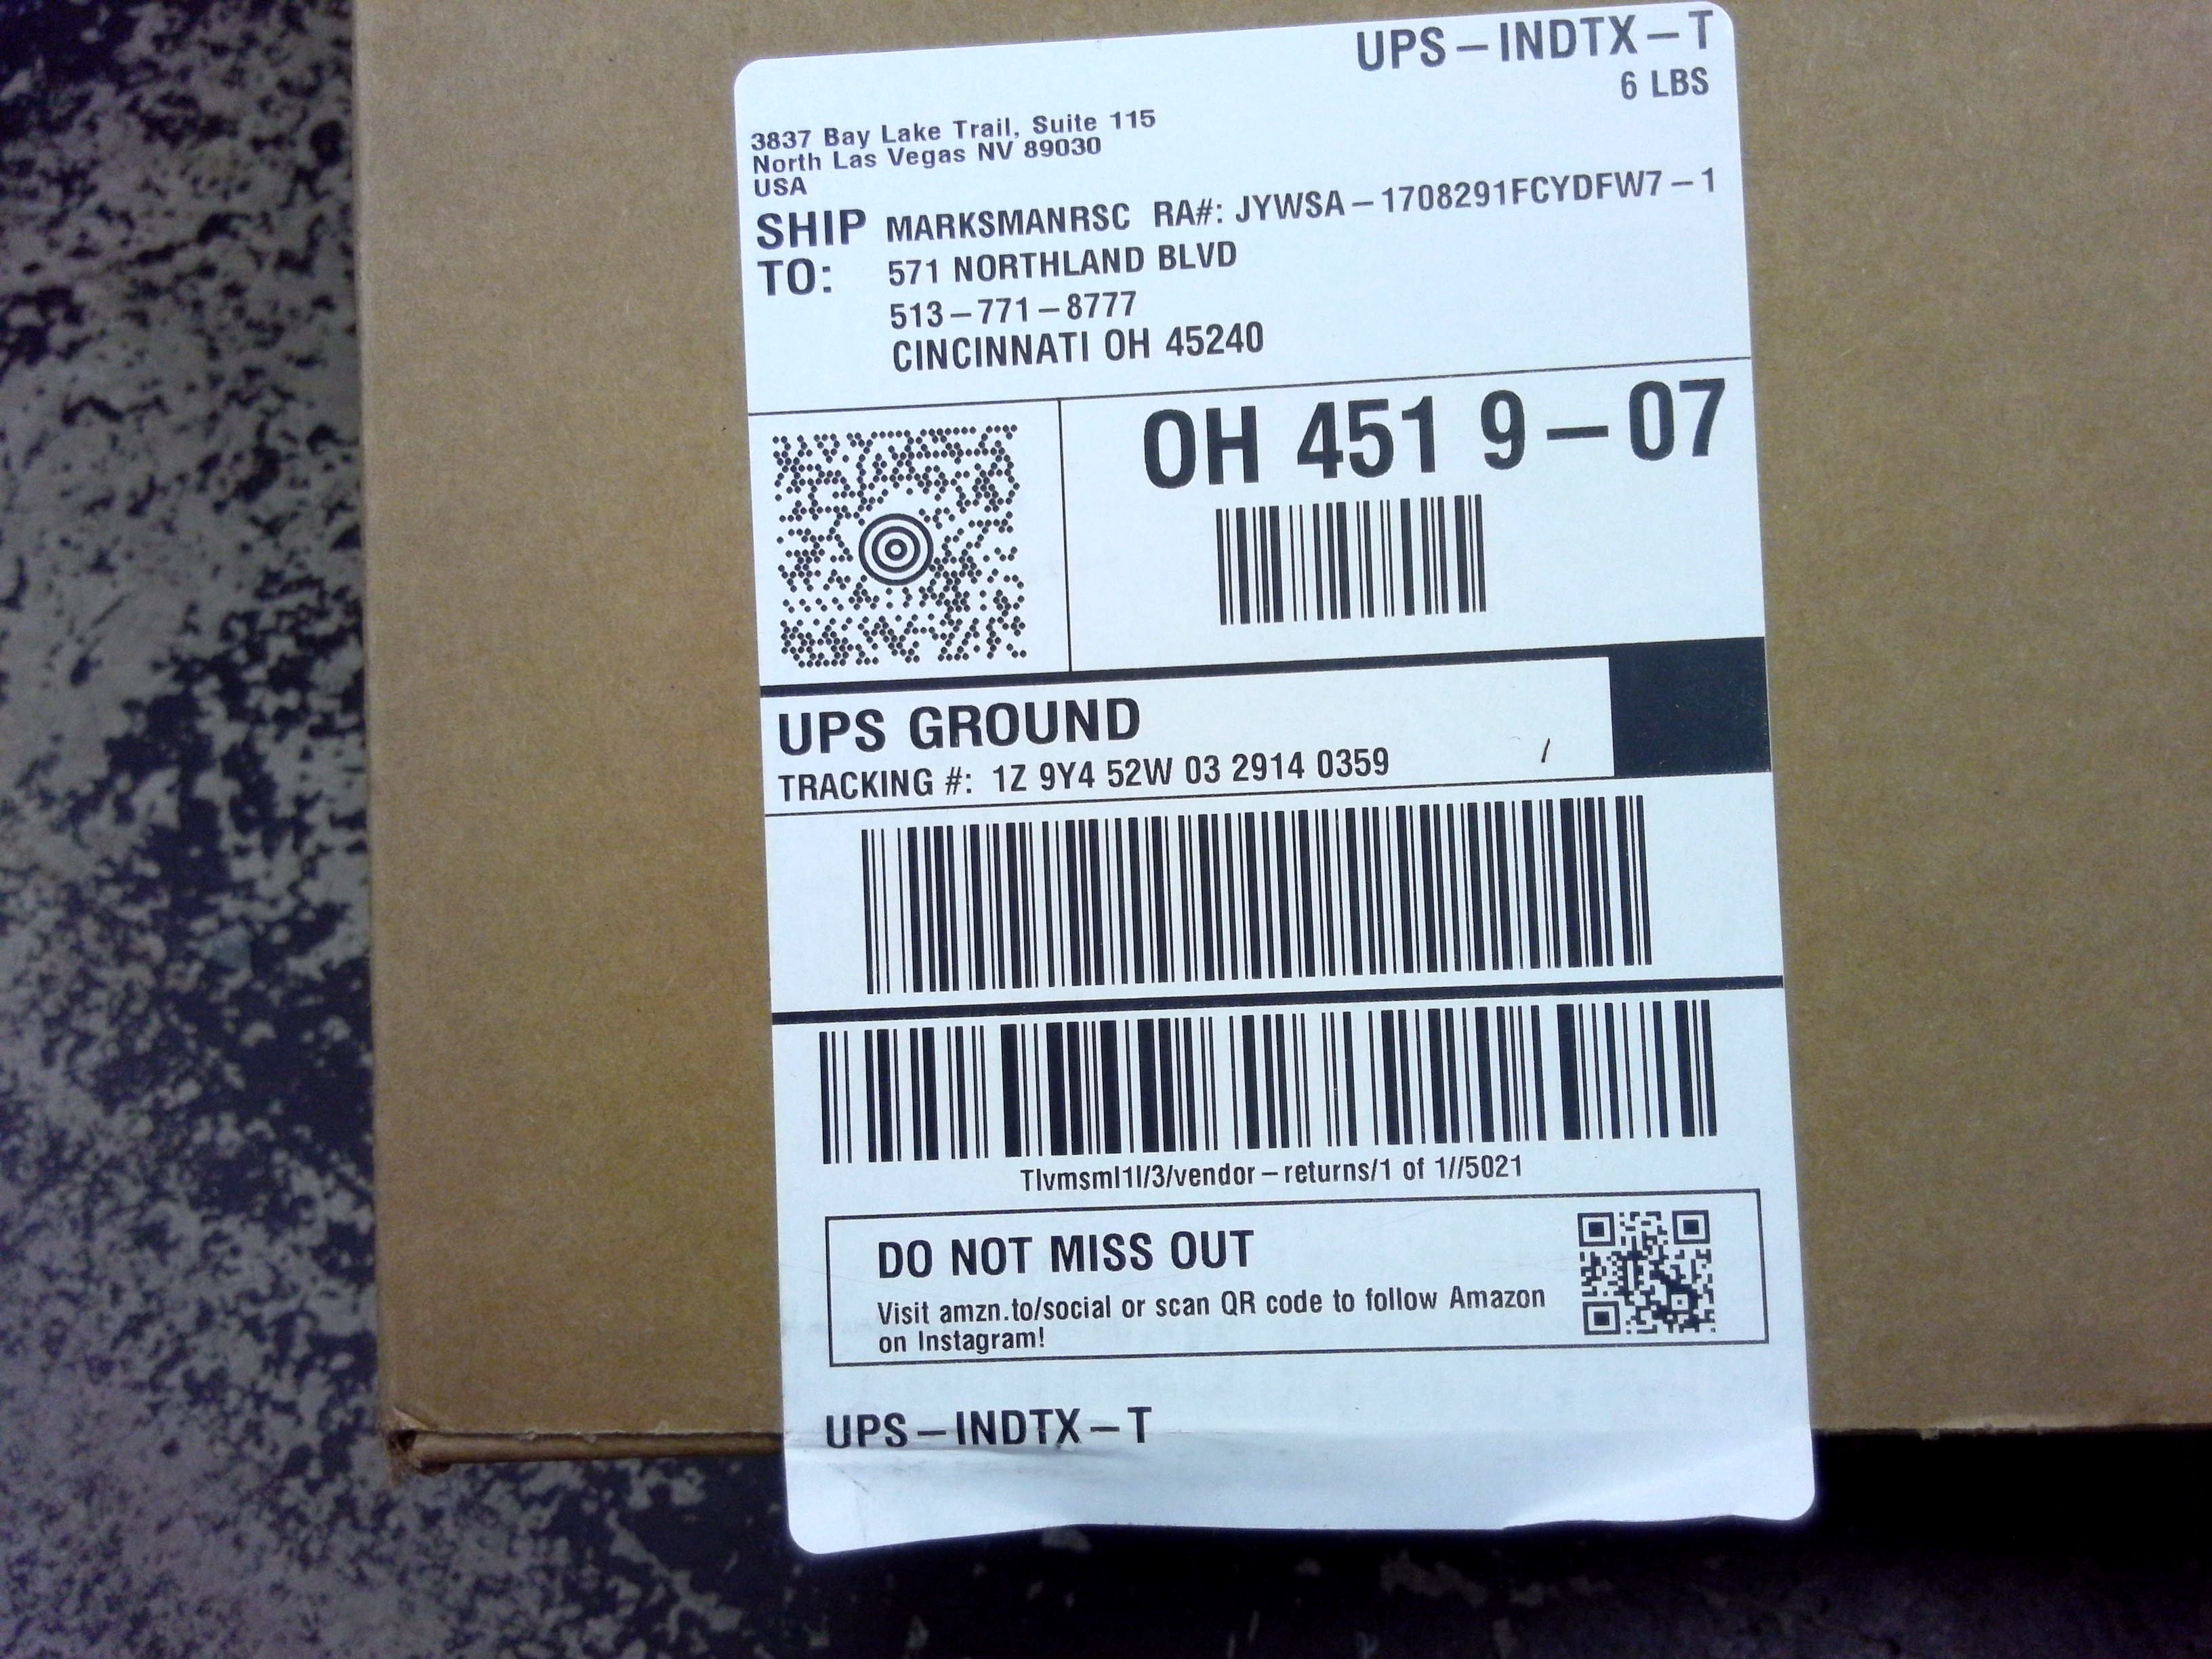 UPS-INDTX-T
6 LBS
3837 Bay Lake Trail, Suite 115
North Las Vegas NV 89030
USA
SHIP TO:
MARKSMANRSC RA#: JYWSA-1708291FCYDFW7-1
571 NORTHLAND BLVD
513-771-8777
CINCINNATI OH 45240
OH 451 9-07
UPS GROUND
TRACKING #: 1Z 9Y4 52W 03 2914 0359
Tlvmsml1l/3/vendor-returns/1 of 1//5021
DO NOT MISS OUT
Visit amzn.to/social or scan QR code to follow Amazon
on Instagram!
UPS-INDTX-T